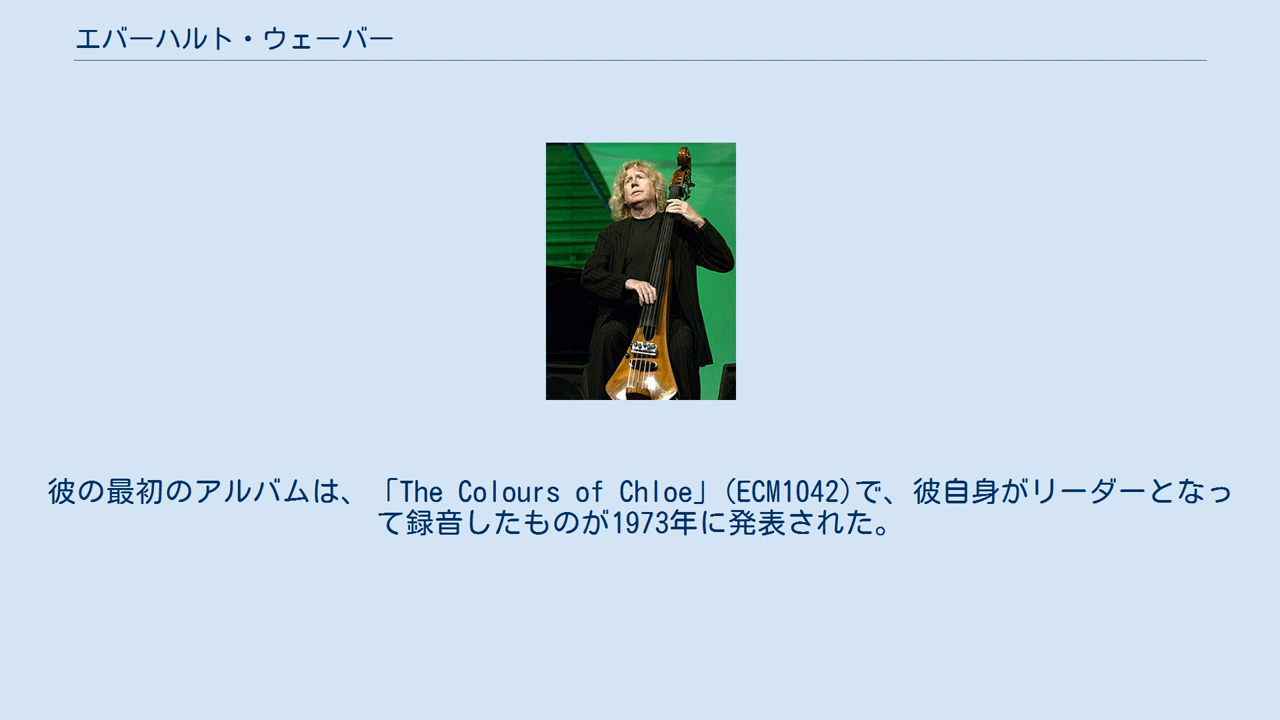 エバーハルト・ウェーバー
彼の最初のアルバムは、「The Colours of Chloe」(ECM1042)で、彼自身がリーダーとなっ
て録音したものが1973年に発表された。